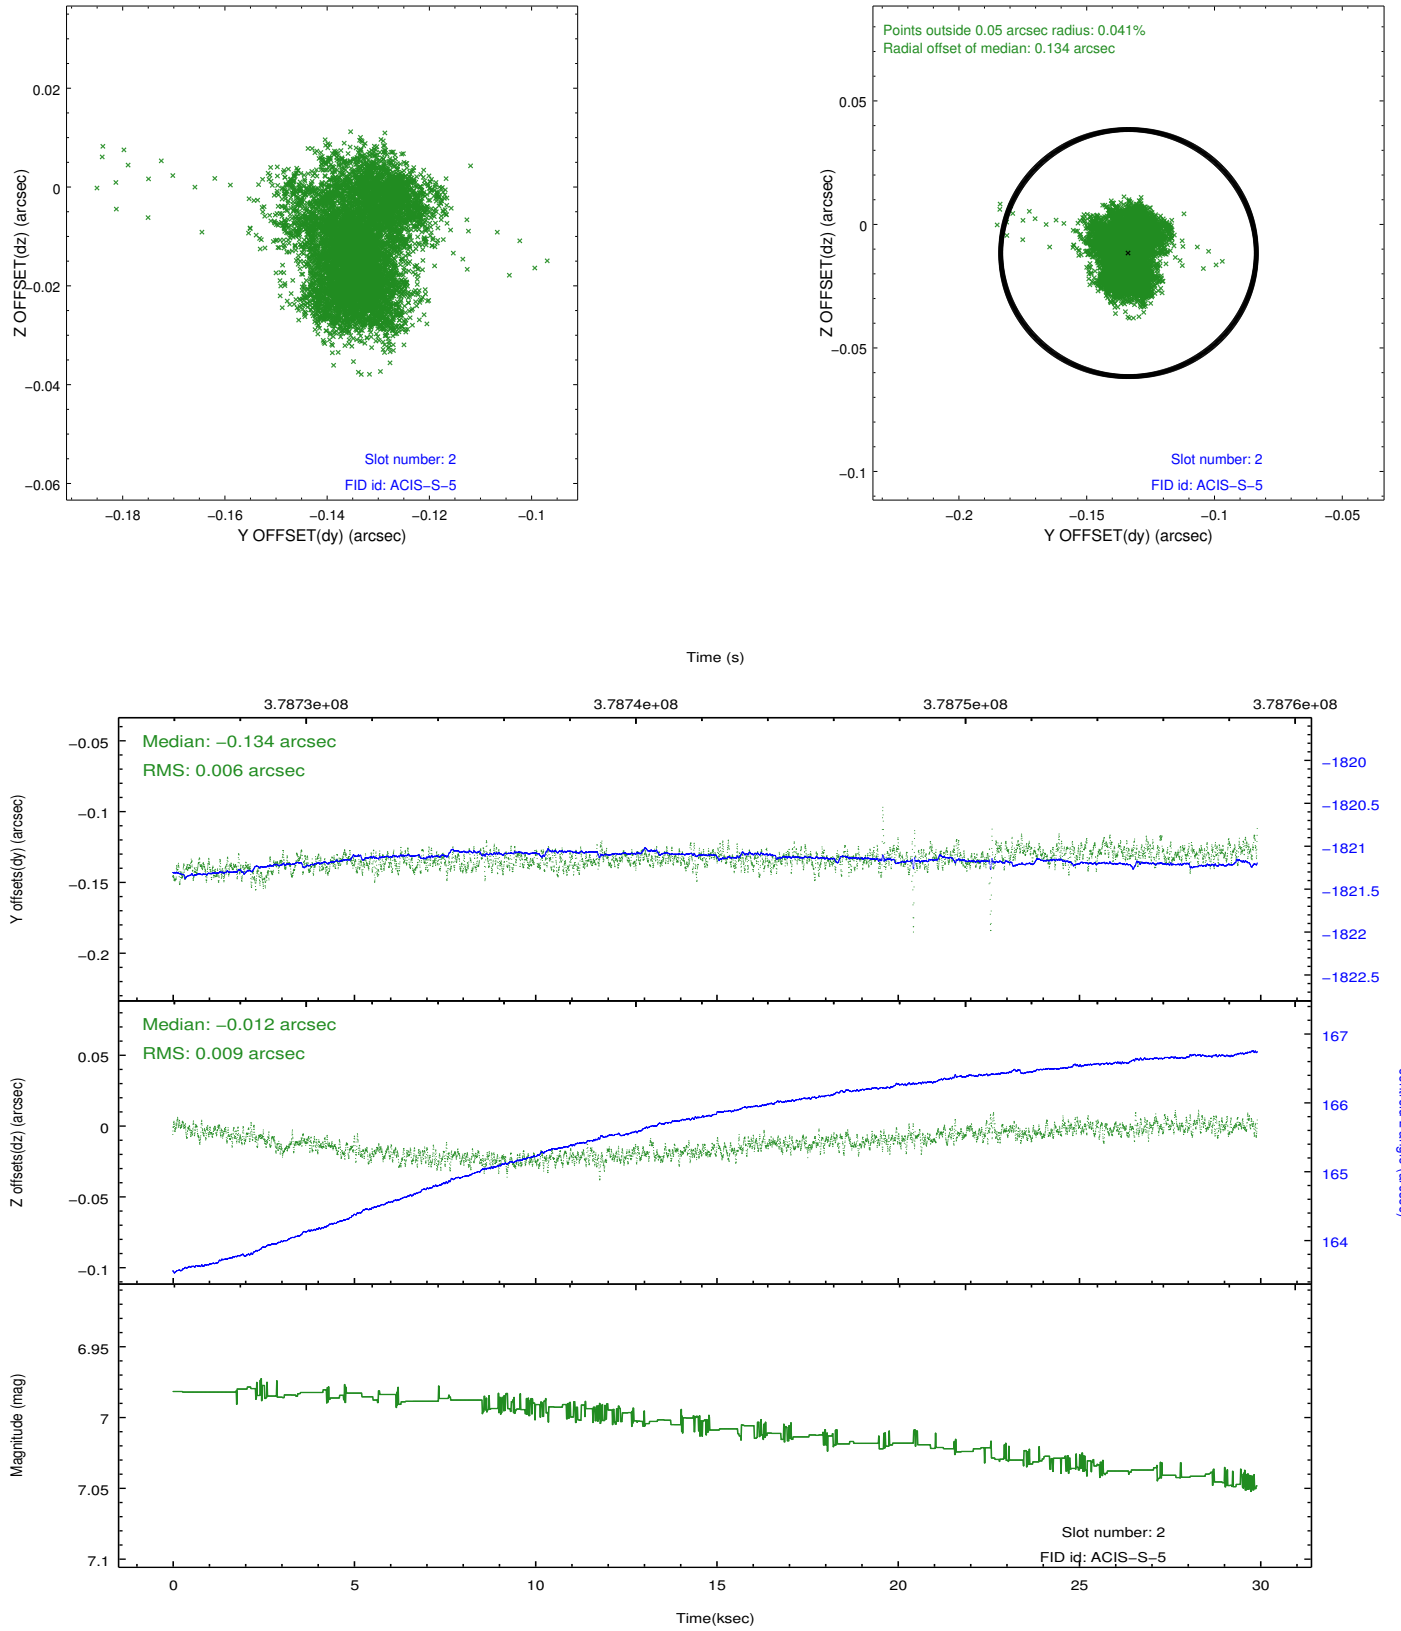 0.02
0
−0.02
−0.04
−0.06
Z OFFSET(dz) (arcsec)
Slot number: 2
FID id: ACIS−S−5
−0.18
−0.16
−0.14
−0.12
−0.1
Y OFFSET(dy) (arcsec)
Points outside 0.05 arcsec radius: 0.041%
Radial offset of median: 0.134 arcsec
0.05
0
−0.05
−0.1
Z OFFSET(dz) (arcsec)
Slot number: 2
FID id: ACIS−S−5
−0.2
−0.15
−0.1
−0.05
Y OFFSET(dy) (arcsec)
Time (s)
3.7873e+08
3.7874e+08
3.7875e+08
3.7876e+08
Median: −0.134 arcsec
RMS: 0.006 arcsec
−0.05
−0.1
−0.15
−0.2
Y offsets(dy) (arcsec)
−1820
−1820.5
−1821
−1821.5
−1822
−1822.5
Median: −0.012 arcsec
RMS: 0.009 arcsec
0.05
0
−0.05
−0.1
Z offsets(dz) (arcsec)
167
166
165
164
6.95
7
7.05
7.1
Magnitude (mag)
Slot number: 2
FID id: ACIS−S−5
0
5
10
15
20
25
30
Time(ksec)